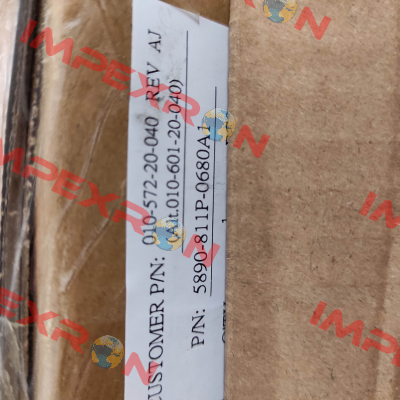 CUSTOMER P/N: 010-572-20-040 REV AJ
(Alt.010-601-20-040)
P/N: 5890-811P-0680A1
IMPEXRON
IMPEXRON
IMPEXRON
IMPEXRON
IMPEXRON